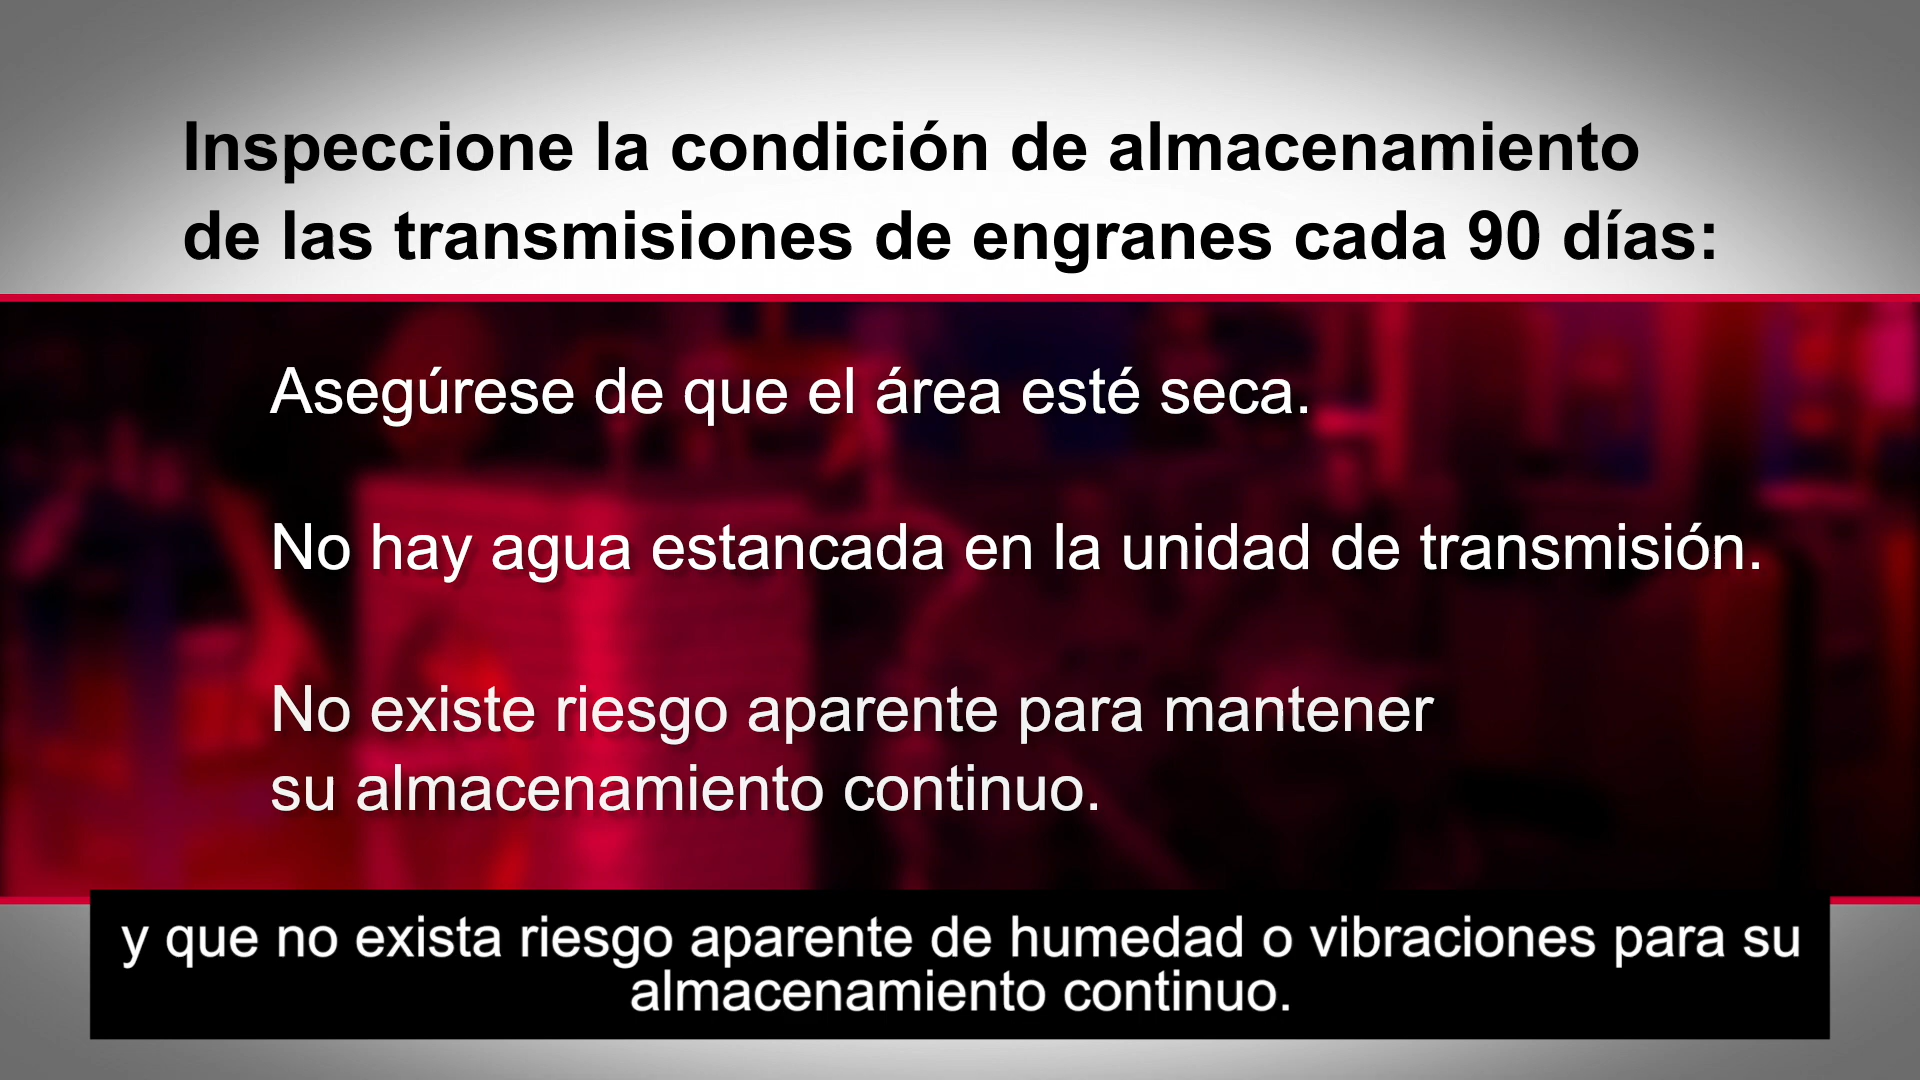 Inspeccione la condición de almacenamiento
de las transmisiones de engranes cada 90 días:
Asegúrese de que el área esté seca.
No hay agua estancada en la unidad de transmisión.
No existe riesgo aparente para mantener
su almacenamiento continuo.
y que no exista riesgo aparente de humedad o vibraciones para su
almacenamiento continuo.